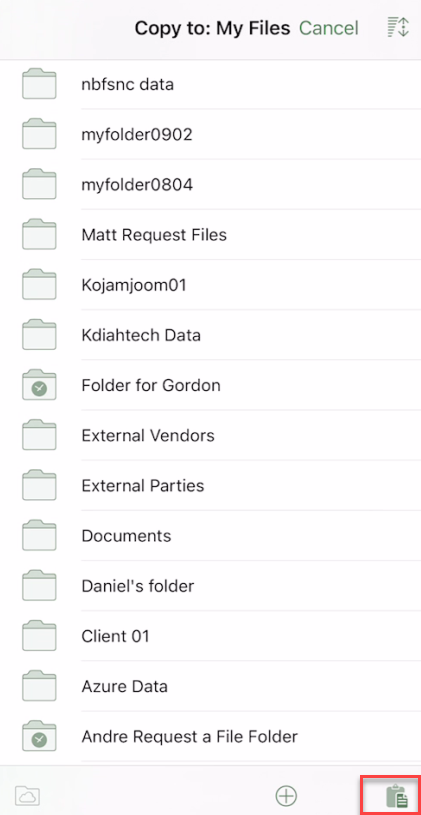 Copy to: My Files Cancel
nbfsnc data
myfolder0902
myfolder0804
Matt Request Files
Kojamjoom01
Kdiahtech Data
Folder for Gordon
External Vendors
External Parties
Documents
Daniel's folder
Client 01
Azure Data
Andre Request a File Folder